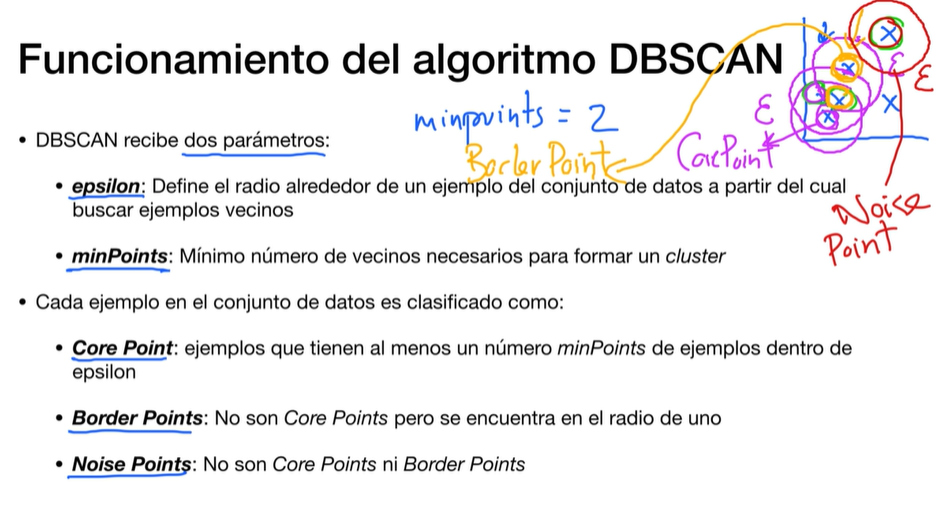 Funcionamiento del algoritmo DBSCAN
minpoints = 2
ε
ε
ε
Border Point
Core Point
Noise
Point
• DBSCAN recibe dos parámetros:
• epsilon: Define el radio alrededor de un ejemplo del conjunto de datos a partir del cual
buscar ejemplos vecinos
• minPoints: Mínimo número de vecinos necesarios para formar un cluster
• Cada ejemplo en el conjunto de datos es clasificado como:
• Core Point: ejemplos que tienen al menos un número minPoints de ejemplos dentro de
epsilon
• Border Points: No son Core Points pero se encuentra en el radio de uno
• Noise Points: No son Core Points ni Border Points